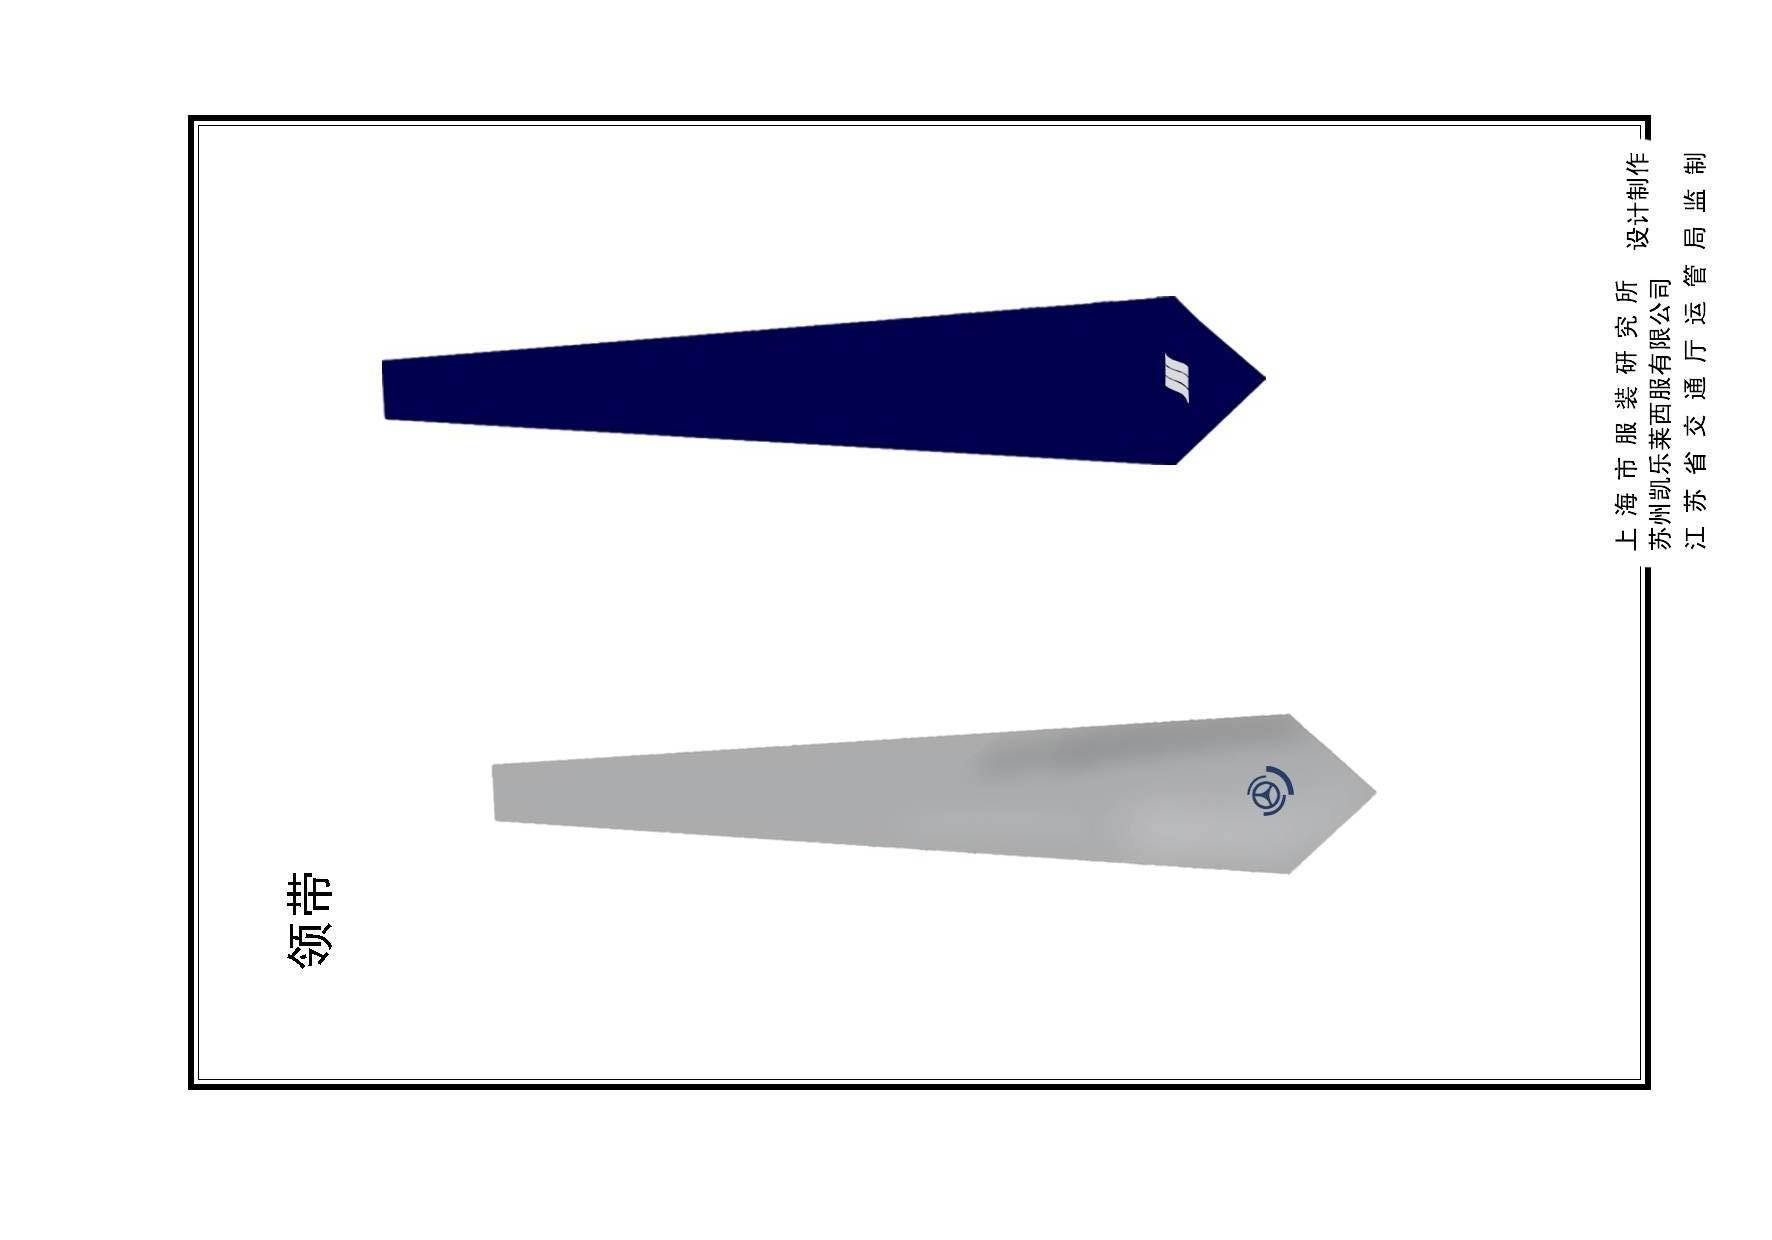 领带
上海市服装研究所
设计制作
苏州凯乐莱西服有限公司
江苏省交通厅运管局监制